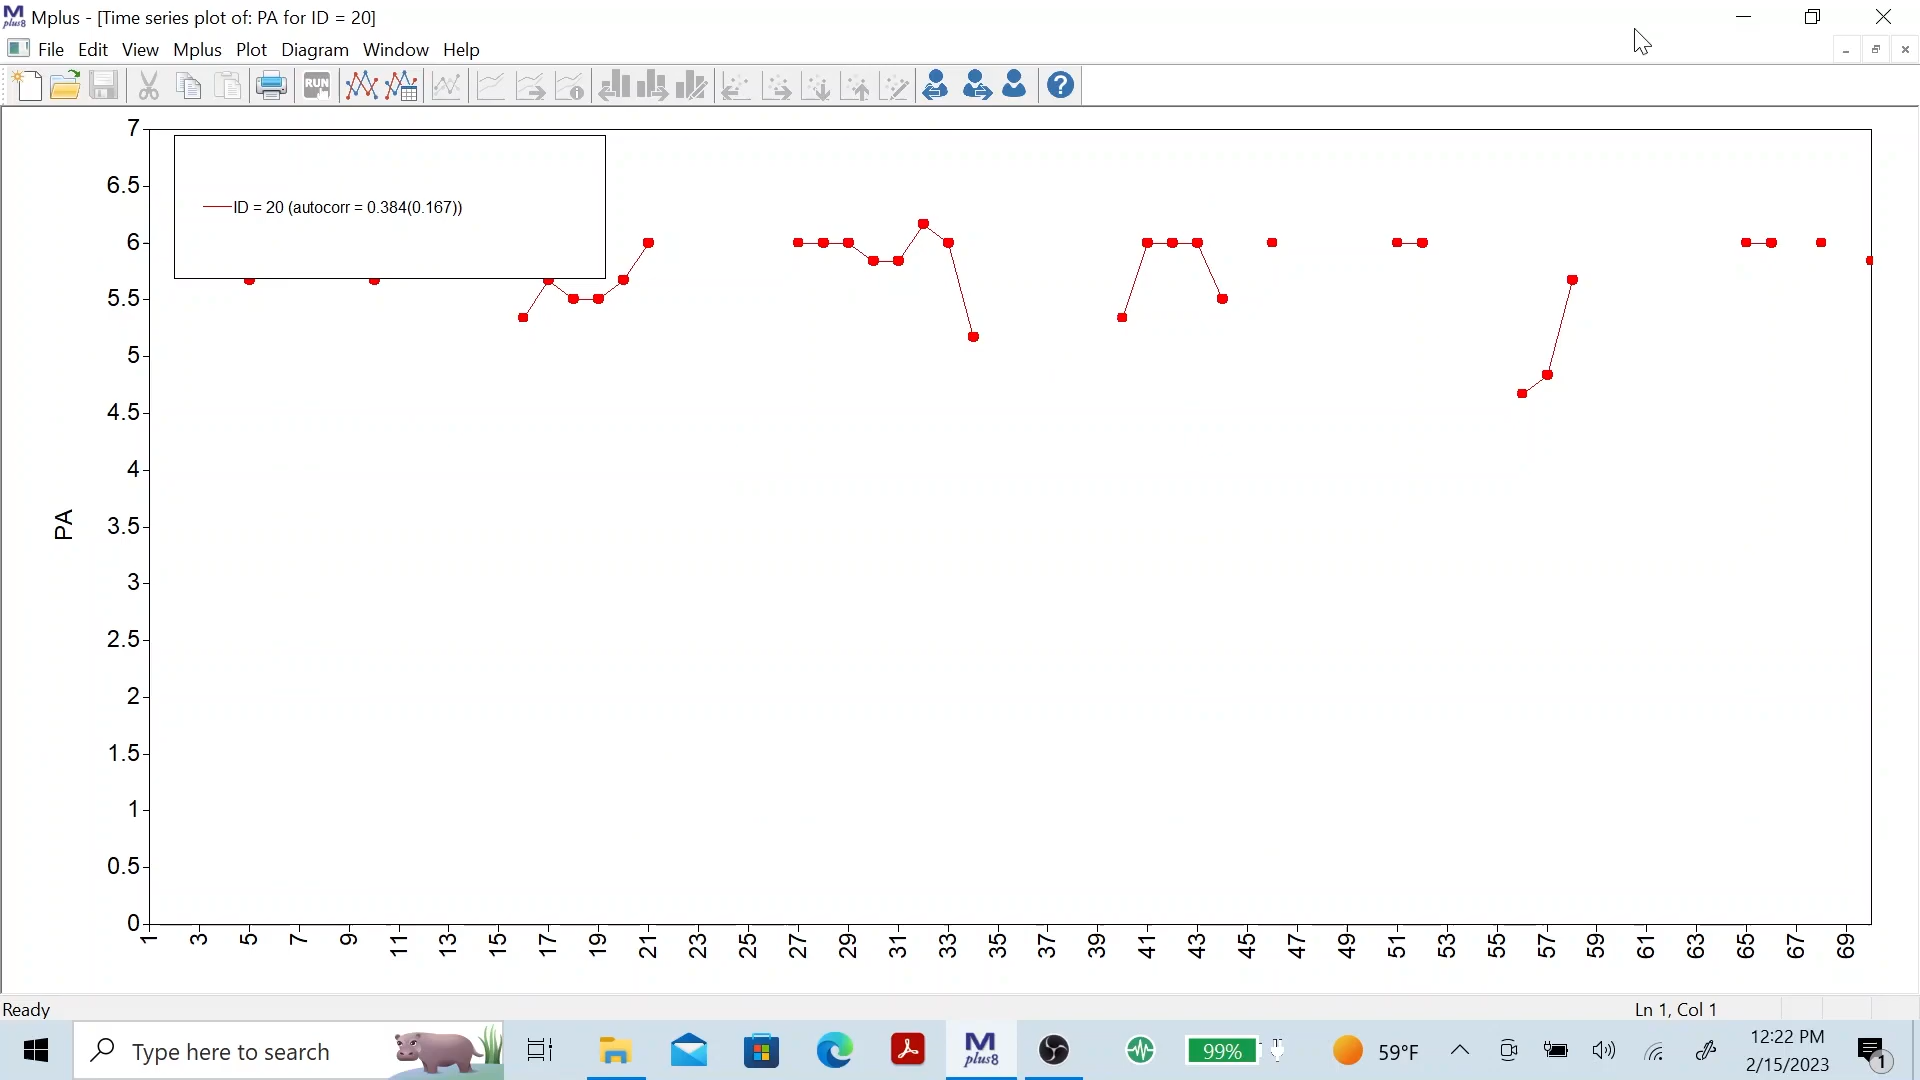 Mplus - [Time series plot of: PA for ID = 20]
File Edit View Mplus Plot Diagram Window Help
RUN
7
6.5
6
5.5
5
4.5
4
3.5
3
2.5
2
1.5
1
0.5
0
PA
ID = 20 (autocorr = 0.384(0.167))
1 3 5 7 9 11 13 15 17 19 21 23 25 27 29 31 33 35 37 39 41 43 45 47 49 51 53 55 57 59 61 63 65 67 69
Ready
Ln 1, Col 1
Type here to search
M
plus8
99%
59°F
12:22 PM
2/15/2023
1